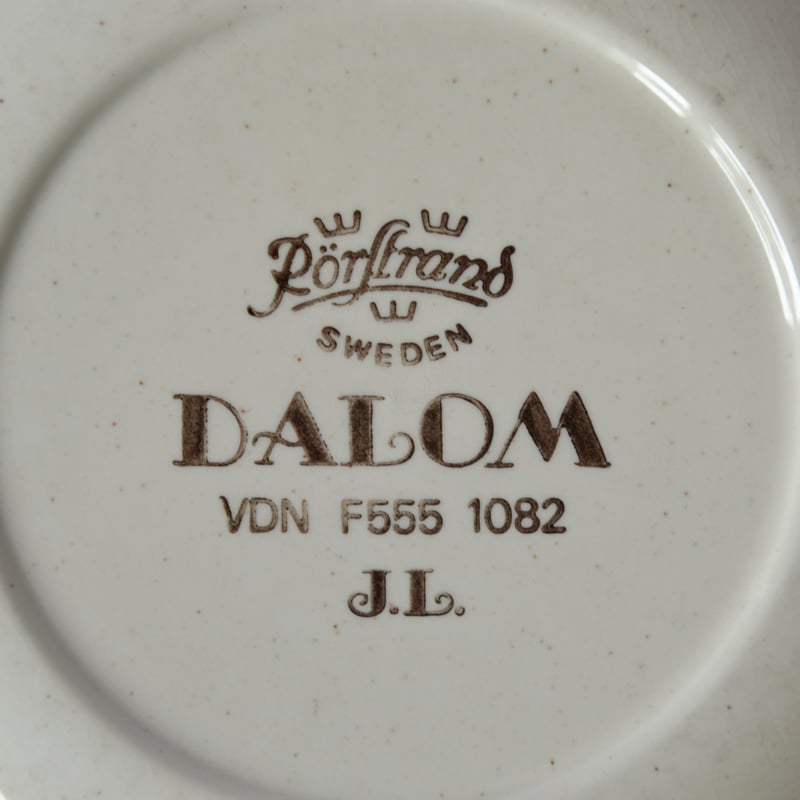 Rörstrand
SWEDEN
DALOM
VDN F555 1082
J.L.